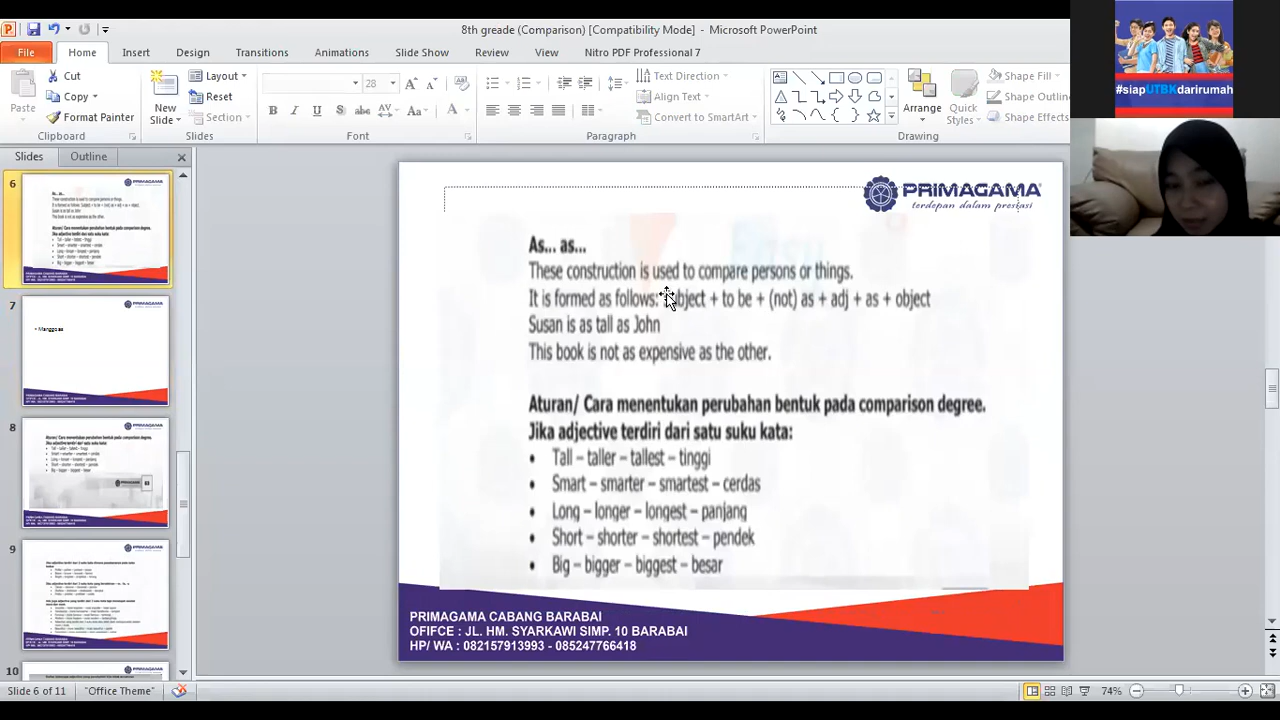 8th greade (Comparison) [Compatibility Mode] - Microsoft PowerPoint
File Home Insert Design Transitions Animations Slide Show Review View Nitro PDF Professional 7
Paste
Cut
Copy
Format Painter
Clipboard
New Slide
Layout
Reset
Section
Slides
28
Font
Text Direction
Align Text
Convert to SmartArt
Paragraph
Arrange
Quick Styles
Shape Fill
Shape Outline
Shape Effects
Drawing
#siapUTBKdarirumah
Slides Outline
6
7
• Manggo as
8
9
10
PRIMAGAMA
terdepan dalam prestasi
As... as...
These construction is used to compare persons or things.
It is formed as follows: Subject + to be + (not) as + adj + as + object
Susan is as tall as John
This book is not as expensive as the other.
Aturan/ Cara menentukan perubahan bentuk pada comparison degree.
Jika adjective terdiri dari satu suku kata:
• Tall – taller – tallest – tinggi
• Smart – smarter – smartest – cerdas
• Long – longer – longest – panjang
• Short – shorter – shortest – pendek
• Big – bigger – biggest – besar
PRIMAGAMA CABANG BARABAI
OFIFCE : JL. HM. SYARKAWI SIMP. 10 BARABAI
HP/ WA : 082157913993 - 085247766418
Slide 6 of 11 "Office Theme" 74%